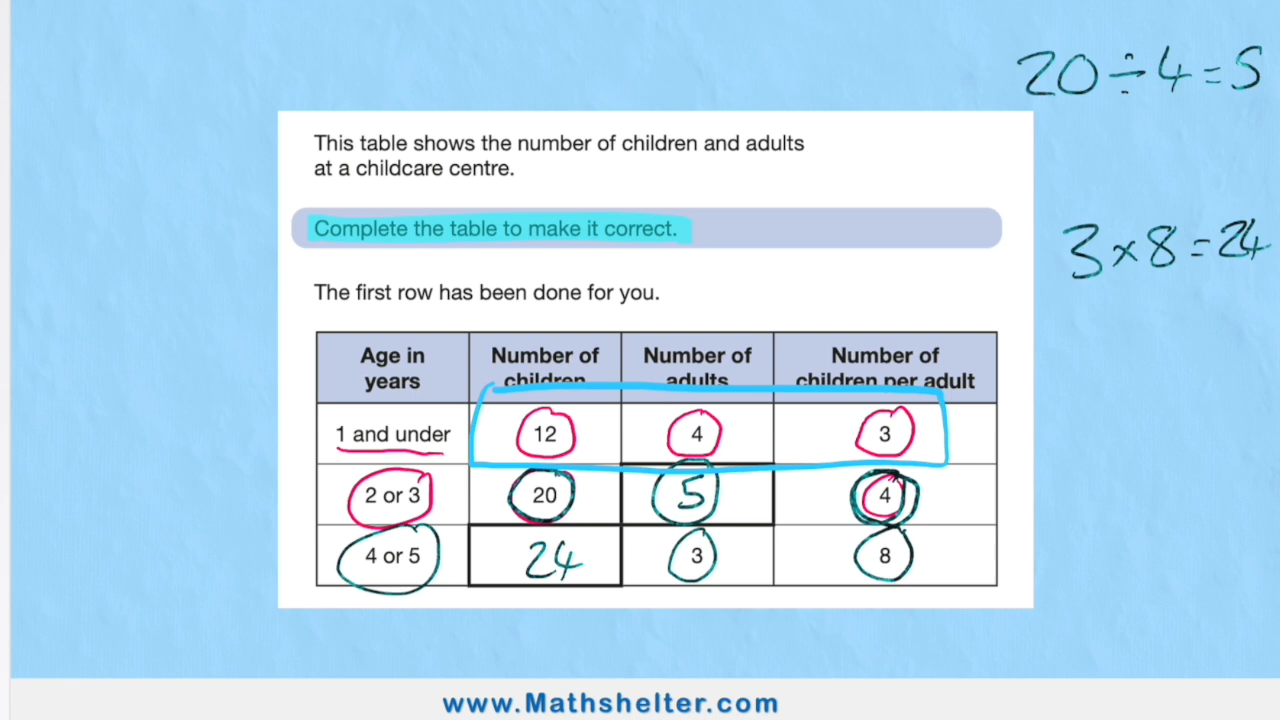 20 ÷ 4 = 5
This table shows the number of children and adults
at a childcare centre.
Complete the table to make it correct.
3 × 8 = 24
The first row has been done for you.
Age in years Number of children Number of adults Number of children per adult
1 and under 12 4 3
2 or 3 20 5 4
4 or 5 24 3 8
www.Mathshelter.com